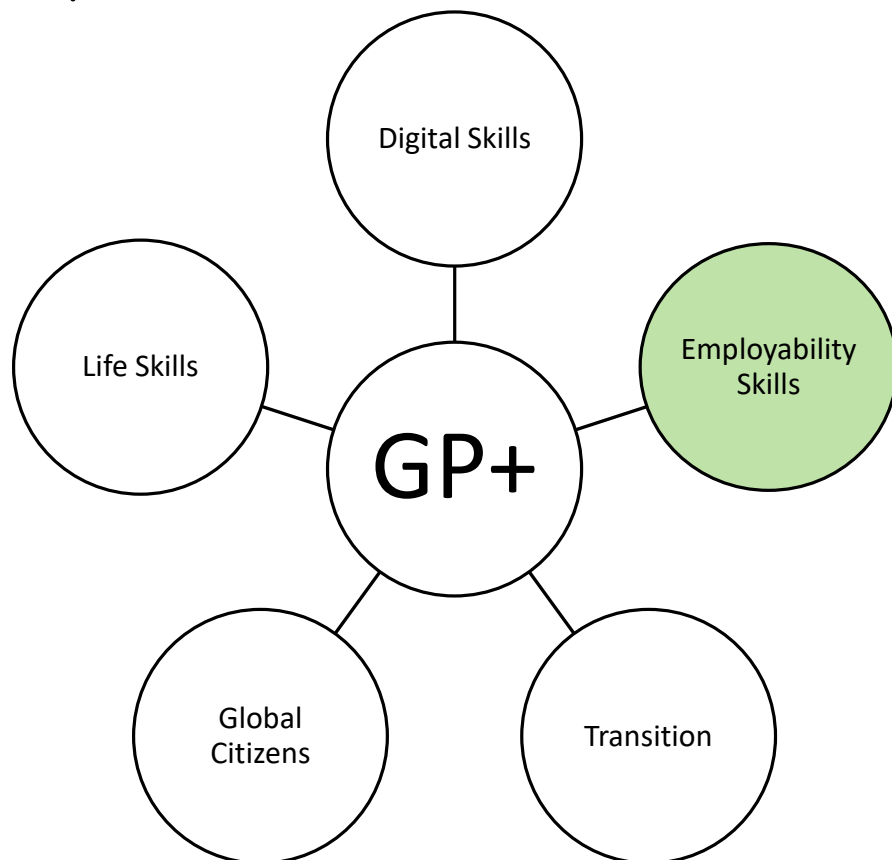 Digital Skills
Employability
Skills
Life Skills
GP+
Global
Citizens
Transition